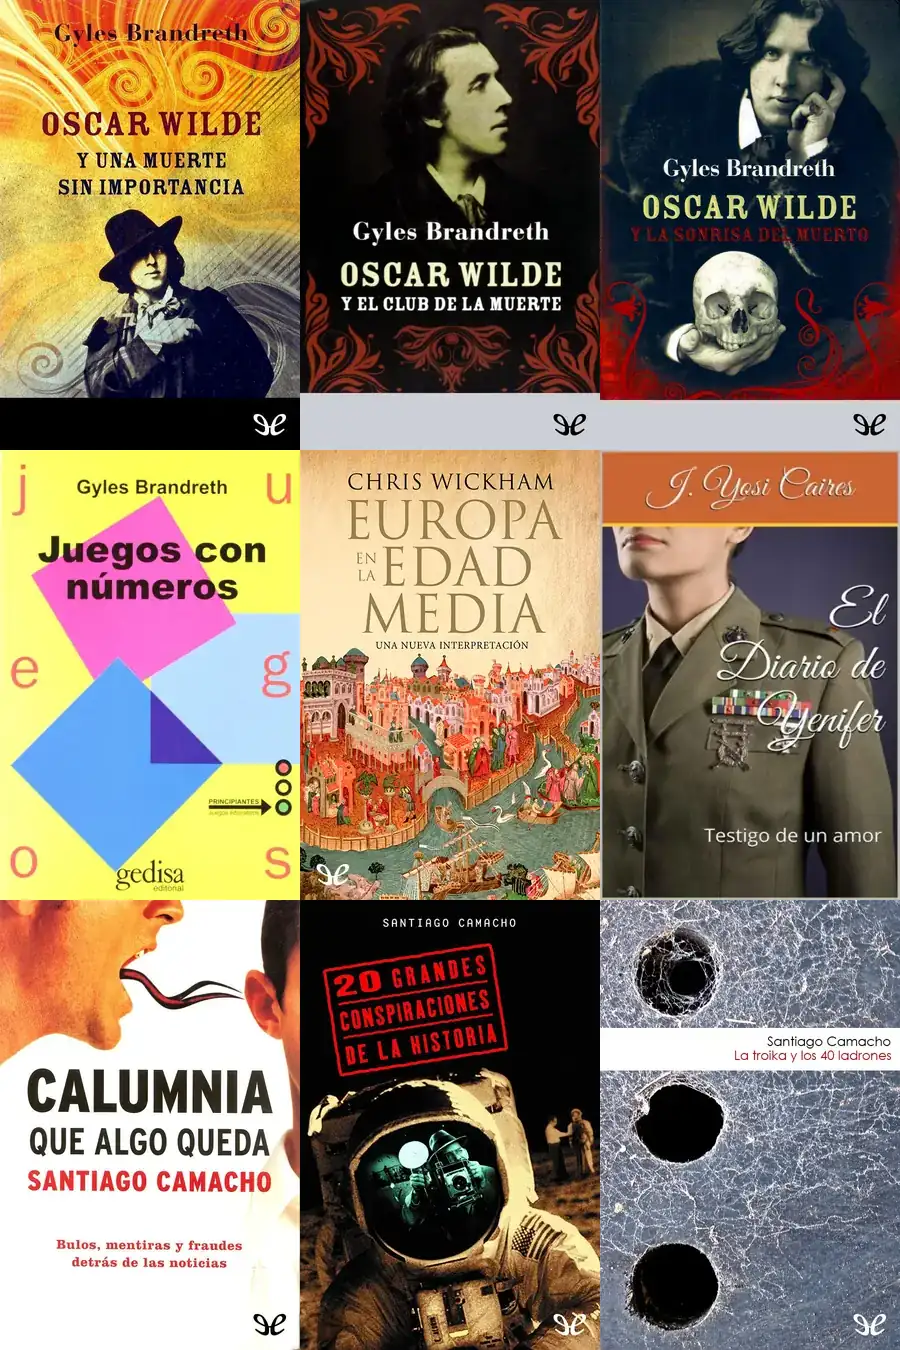 Gyles Brandreth
OSCAR WILDE
Y UNA MUERTE
SIN IMPORTANCIA
Gyles Brandreth
OSCAR WILDE
Y EL CLUB DE LA MUERTE
Gyles Brandreth
OSCAR WILDE
Y LA SONRISA DEL MUERTO
j u
Gyles Brandreth
Juegos con
números
e g
PRINCIPIANTES
o s
gedisa
editorial
CHRIS WICKHAM
EUROPA
EN LA EDAD
MEDIA
UNA NUEVA INTERPRETACIÓN
J. Yosi Caires
El
Diario de
Yenifer
Testigo de un amor
CALUMNIA
QUE ALGO QUEDA
SANTIAGO CAMACHO
Bulos, mentiras y fraudes
detrás de las noticias
SANTIAGO CAMACHO
20 GRANDES
CONSPIRACIONES
DE LA HISTORIA
Santiago Camacho
La troika y los 40 ladrones